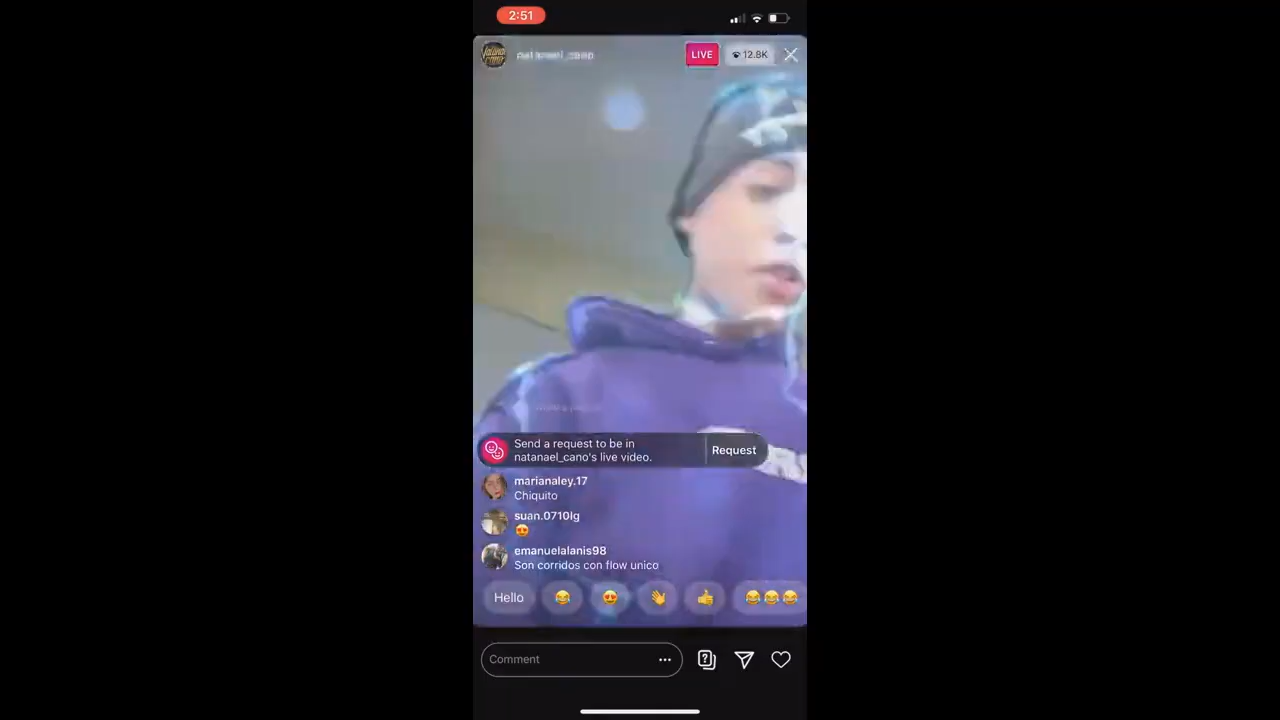 2:51
natanael_cano
LIVE
12.8K
Send a request to be in
natanael_cano's live video.
Request
marianaley.17
Chiquito
suan.0710lg
😍
emanuelalanis98
Son corridos con flow unico
Hello 😂 😍 👋 👍 😂😂😂
Comment